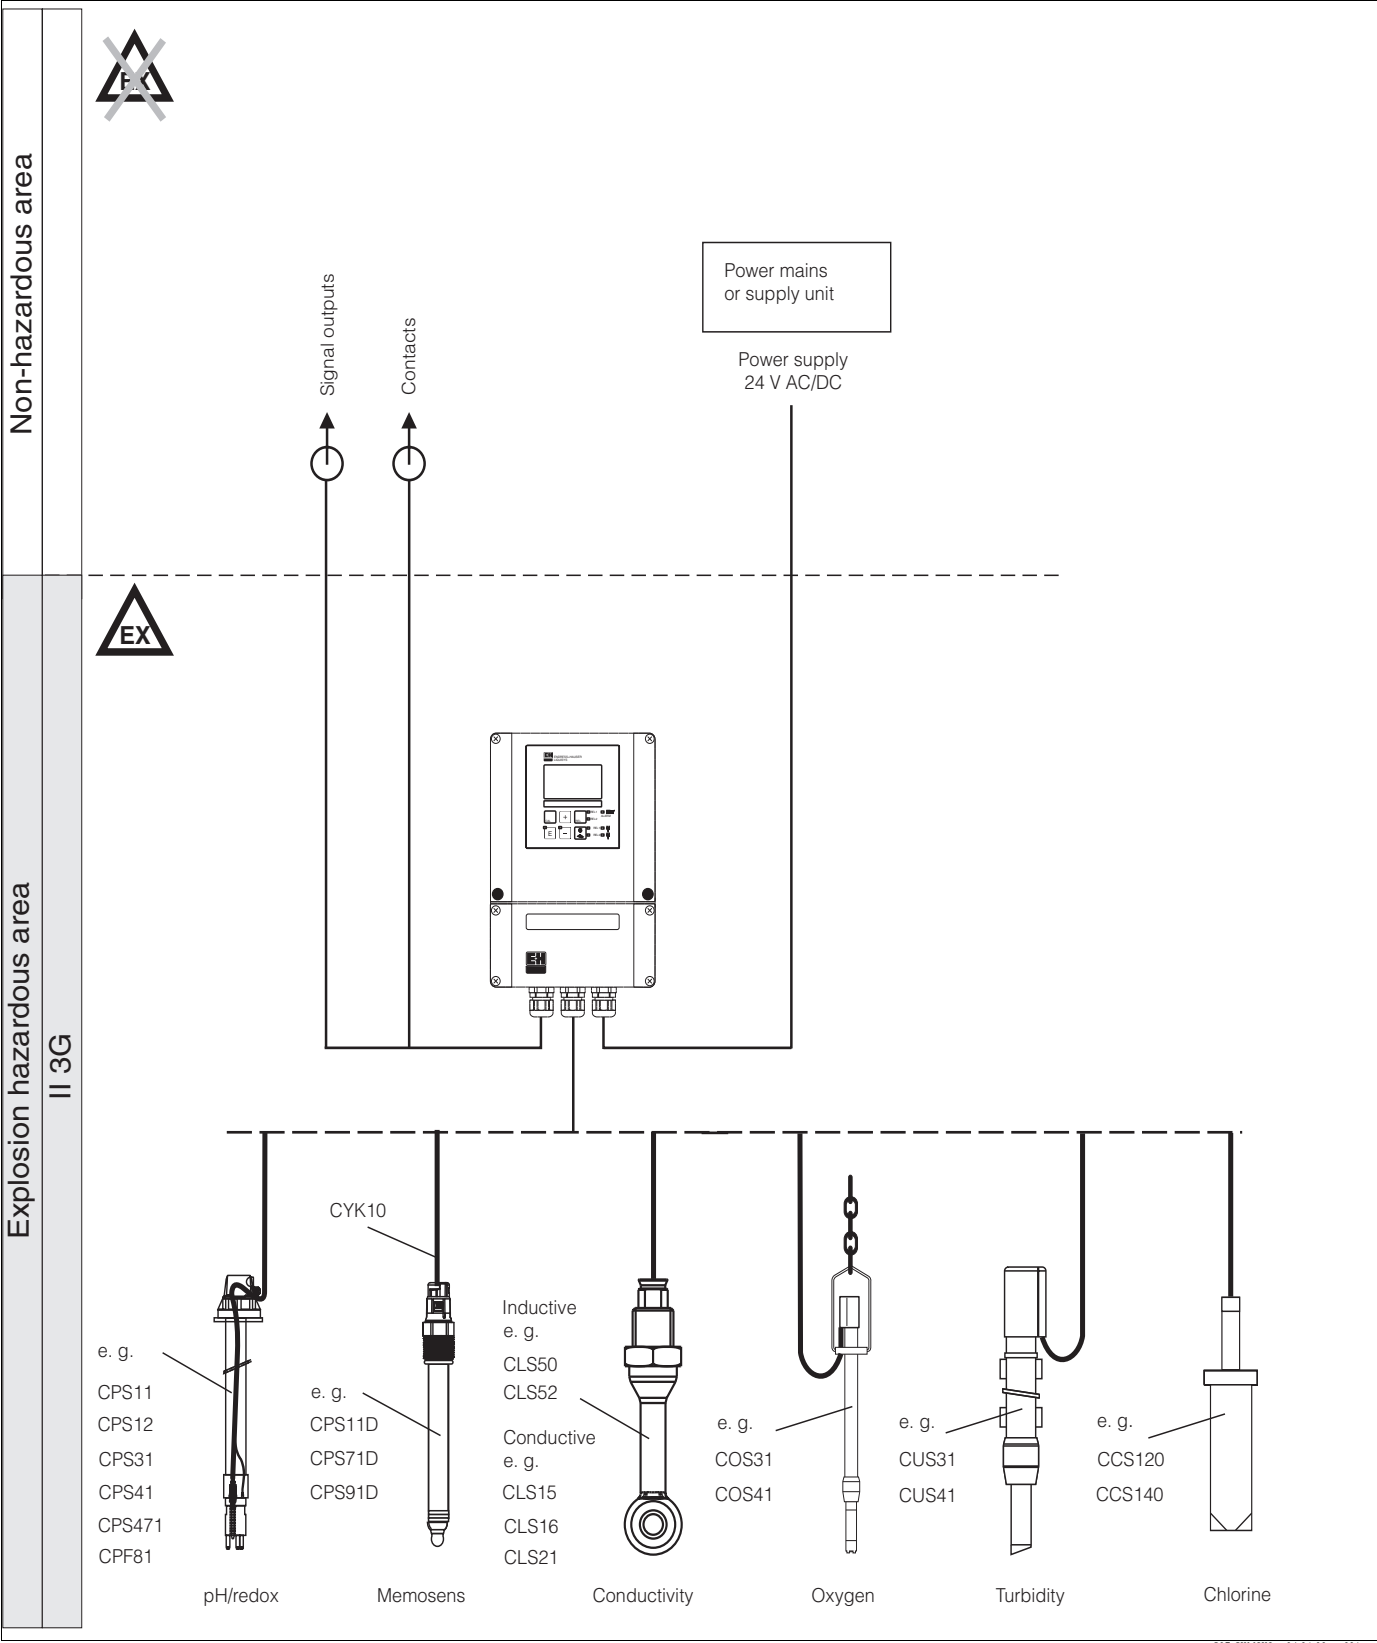 Non-hazardous area
EX
Signal outputs
Contacts
Power mains
or supply unit
Power supply
24 V AC/DC
Explosion hazardous area
II 3G
EX
E+H
+
E
−
E+H
CYK10
e. g.
CPS11
CPS12
CPS31
CPS41
CPS471
CPF81
pH/redox
e. g.
CPS11D
CPS71D
CPS91D
Memosens
Inductive
e. g.
CLS50
CLS52
Conductive
e. g.
CLS15
CLS16
CLS21
Conductivity
e. g.
COS31
COS41
Oxygen
e. g.
CUS31
CUS41
Turbidity
e. g.
CCS120
CCS140
Chlorine